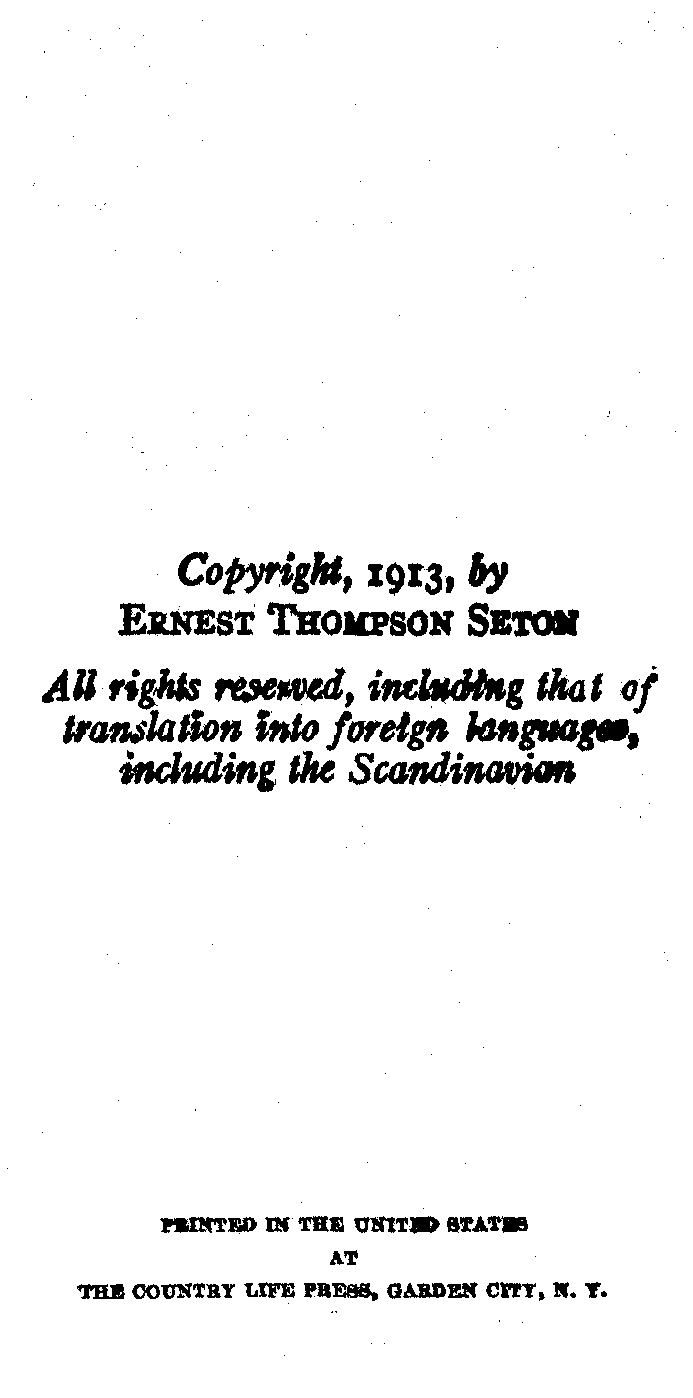 Copyright, 1913, by
ERNEST THOMPSON SETON
All rights reserved, including that of
translation into foreign languages,
including the Scandinavian
PRINTED IN THE UNITED STATES
AT
THE COUNTRY LIFE PRESS, GARDEN CITY, N. Y.